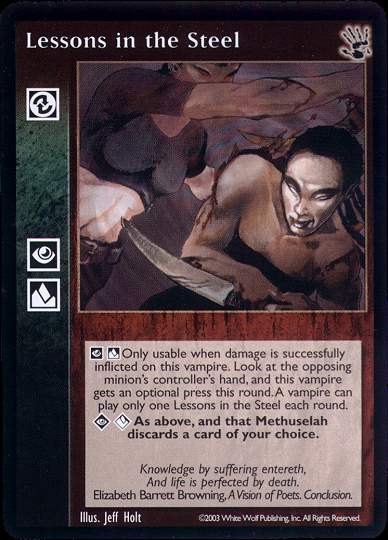 Lessons in the Steel
Only usable when damage is successfully
inflicted on this vampire. Look at the opposing
minion's controller's hand, and this vampire
gets an optional press this round. A vampire can
play only one Lessons in the Steel each round.
As above, and that Methuselah
discards a card of your choice.
Knowledge by suffering entereth,
And life is perfected by death.
Elizabeth Barrett Browning, A Vision of Poets. Conclusion.
Illus. Jeff Holt
©2003 White Wolf Publishing, Inc. All Rights Reserved.